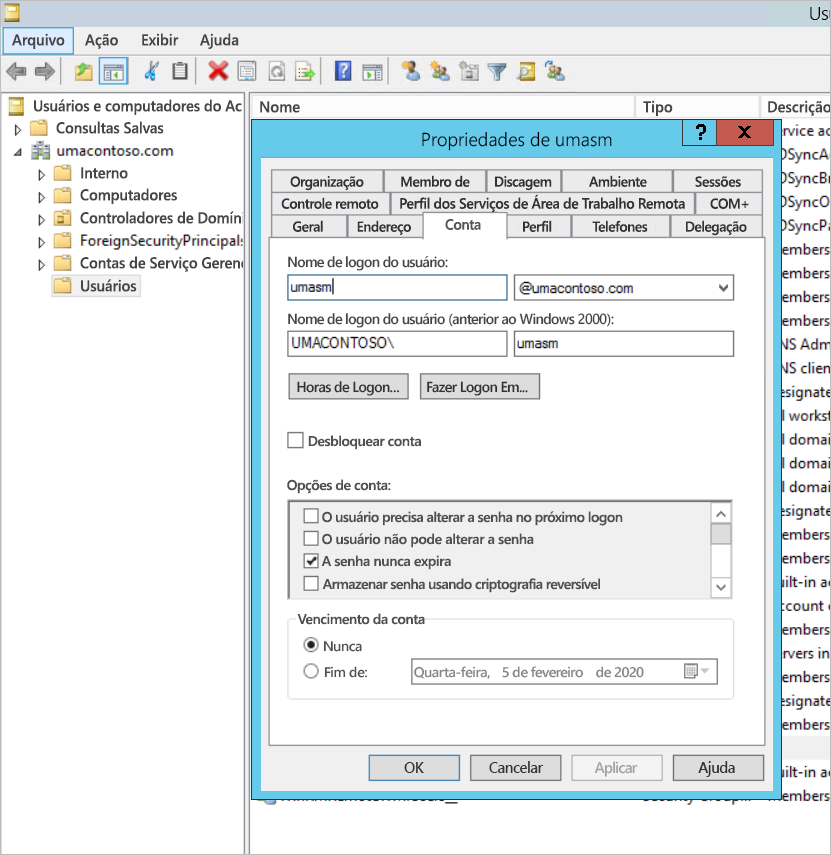 Usu
Arquivo Ação Exibir Ajuda
Usuários e computadores do Ac
Consultas Salvas
umacontoso.com
Interno
Computadores
Controladores de Domín
ForeignSecurityPrincipals
Contas de Serviço Geren
Usuários
Nome Tipo Descrição
Propriedades de umasm ? X
Organização Membro de Discagem Ambiente Sessões
Controle remoto Perfil dos Serviços de Área de Trabalho Remota COM+
Geral Endereço Conta Perfil Telefones Delegação
Nome de logon do usuário:
umasm @umacontoso.com
Nome de logon do usuário (anterior ao Windows 2000):
UMACONTOSO\ umasm
Horas de Logon... Fazer Logon Em...
Desbloquear conta
Opções de conta:
O usuário precisa alterar a senha no próximo logon
O usuário não pode alterar a senha
A senha nunca expira
Armazenar senha usando criptografia reversível
Vencimento da conta
Nunca
Fim de: Quarta-feira, 5 de fevereiro de 2020
OK Cancelar Aplicar Ajuda
ervice ac
DSyncA
DSyncBr
DSyncO
DSyncPa
embers
embers
embers
embers
NS Adm
NS clien
esignate
l workst
l domai
l domai
l domai
esignate
embers
embers
uilt-in ac
ccount
embers
ervers in
embers
esignate
embers
uilt-in ac
embers